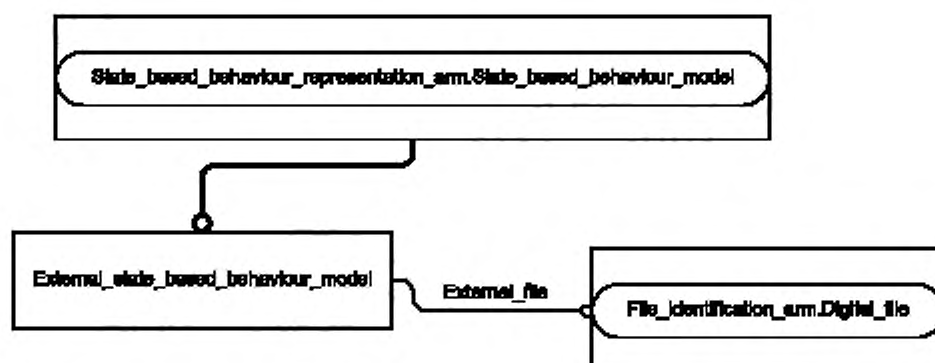 State_based_behaviour_representation_arm.State_based_behaviour_model
External_state_based_behaviour_model
External_file
File_identification_arm.Digital_file